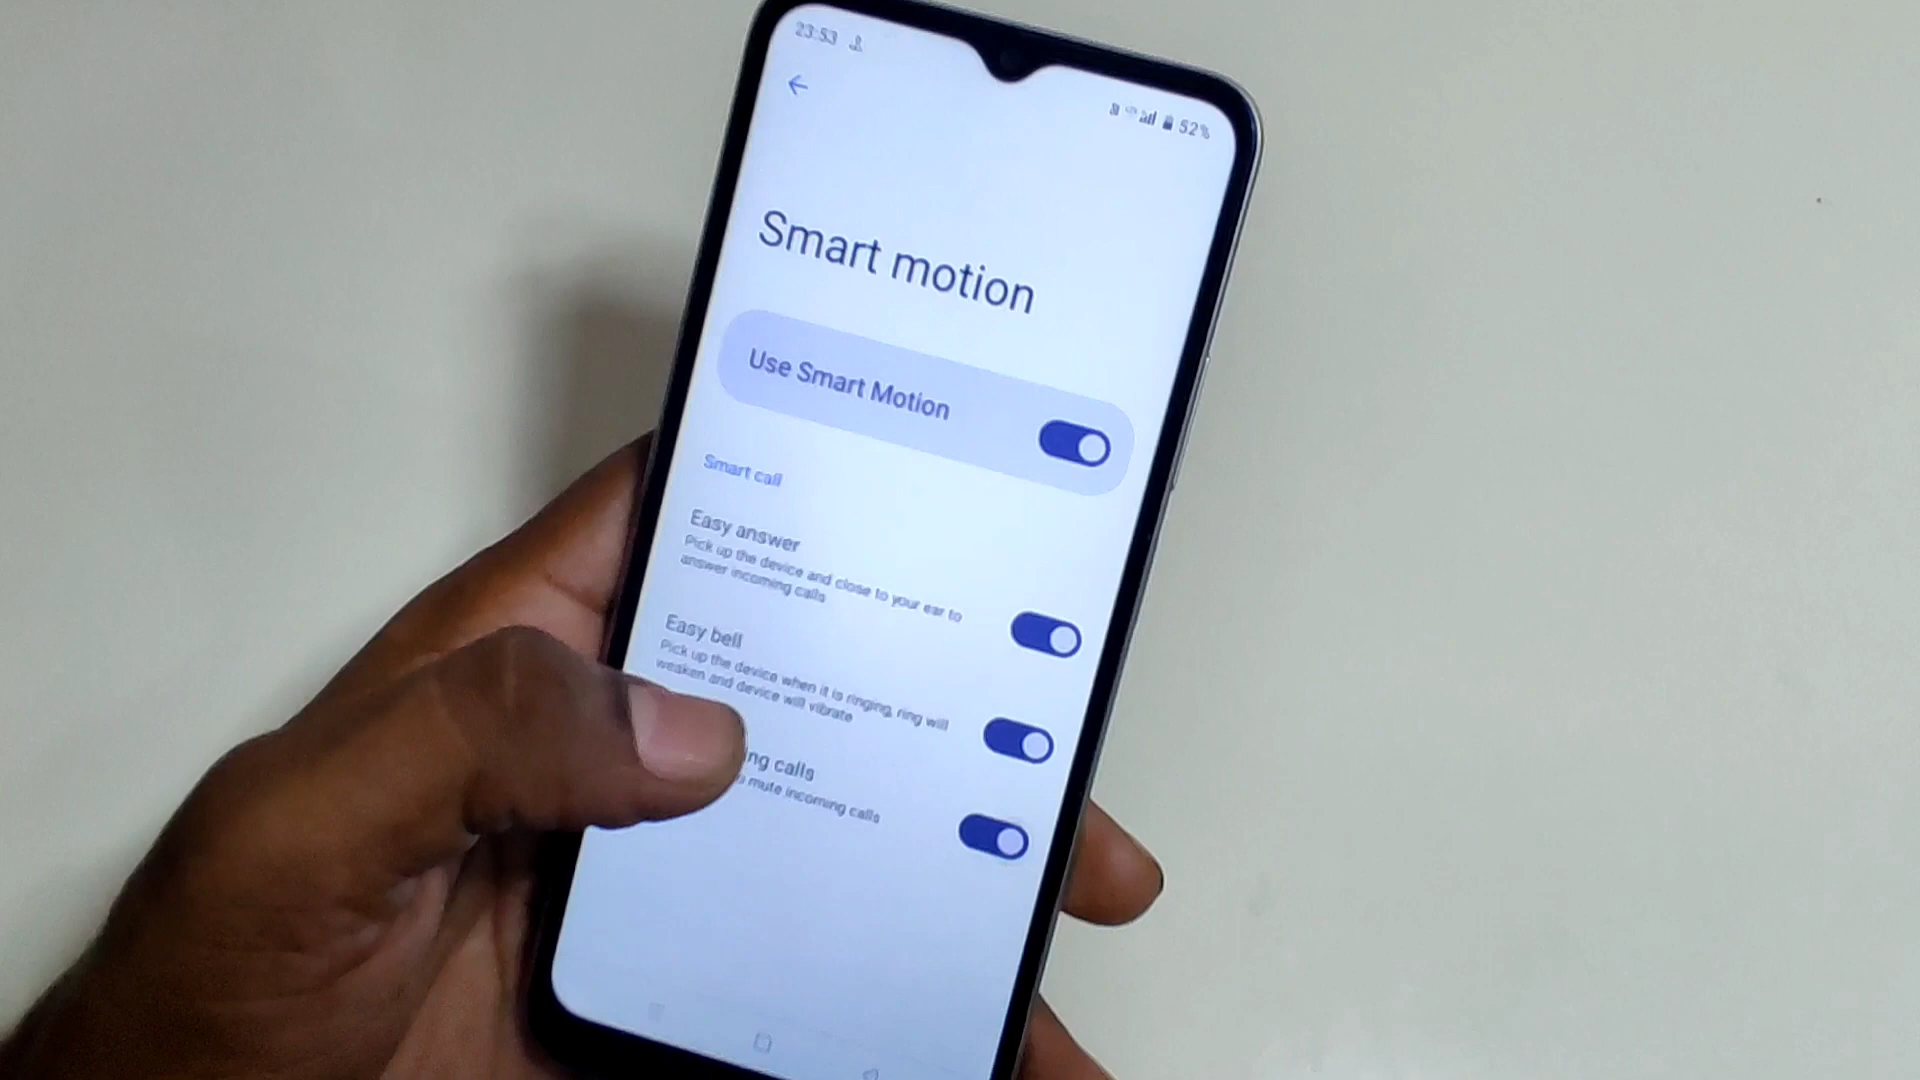 23:53
52%
Smart motion
Use Smart Motion
Smart call
Easy answer
Pick up the device and close to your ear to
answer incoming calls
Easy bell
Pick up the device when it is ringing, ring will
weaken and device will vibrate
calls
mute incoming calls